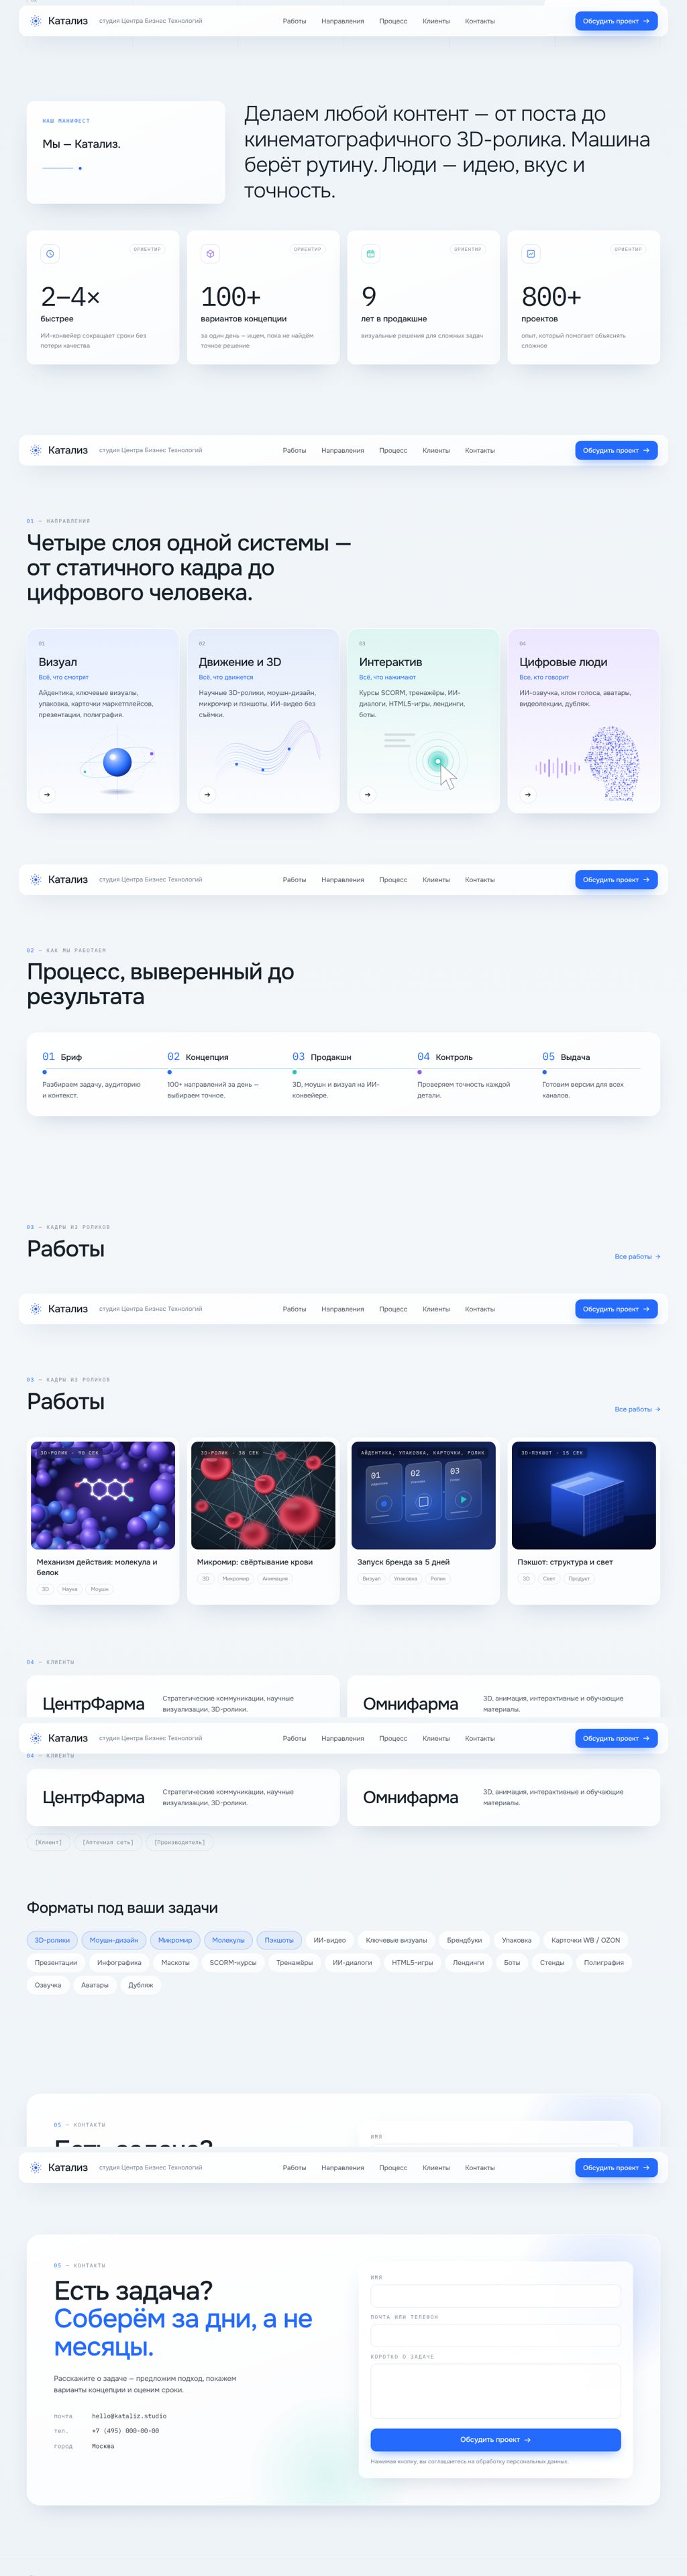 Катализ студия Центра Бизнес Технологий Работы Направления Процесс Клиенты Контакты Обсудить проект →
НАШ МАНИФЕСТ
Мы — Катализ.
Делаем любой контент — от поста до
кинематографичного 3D-ролика. Машина
берёт рутину. Люди — идею, вкус и
точность.
ОРИЕНТИР
2–4×
быстрее
ИИ-конвейер сокращает сроки без
потери качества
ОРИЕНТИР
100+
вариантов концепции
за один день — ищем, пока не найдём
точное решение
ОРИЕНТИР
9
лет в продакшне
визуальные решения для сложных задач
ОРИЕНТИР
800+
проектов
опыт, который помогает объяснять
сложное
Катализ студия Центра Бизнес Технологий Работы Направления Процесс Клиенты Контакты Обсудить проект →
01 — НАПРАВЛЕНИЯ
Четыре слоя одной системы —
от статичного кадра до
цифрового человека.
01
Визуал
Всё, что смотрят
Айдентика, ключевые визуалы,
упаковка, карточки маркетплейсов,
презентации, полиграфия.
→
02
Движение и 3D
Всё, что движется
Научные 3D-ролики, моушн-дизайн,
микромир и пэкшоты, ИИ-видео без
съёмки.
→
03
Интерактив
Всё, что нажимают
Курсы SCORM, тренажёры, ИИ-
диалоги, HTML5-игры, лендинги,
боты.
→
04
Цифровые люди
Все, кто говорит
ИИ-озвучка, клон голоса, аватары,
видеологекции, дубляж.
→
Катализ студия Центра Бизнес Технологий Работы Направления Процесс Клиенты Контакты Обсудить проект →
02 — КАК МЫ РАБОТАЕМ
Процесс, выверенный до
результата
01 Бриф
Разбираем задачу, аудиторию
и контекст.
02 Концепция
100+ направлений за день —
выбираем точное.
03 Продакшн
3D, моушн и визуал на ИИ-
конвейере.
04 Контроль
Проверяем точность каждой
детали.
05 Выдача
Готовим версии для всех
каналов.
03 — КАДРЫ ИЗ РОЛИКОВ
Работы
Все работы →
Катализ студия Центра Бизнес Технологий Работы Направления Процесс Клиенты Контакты Обсудить проект →
03 — КАДРЫ ИЗ РОЛИКОВ
Работы
Все работы →
3D-РОЛИК · 90 СЕК
Механизм действия: молекула и
белок
3D Наука Моушн
3D-РОЛИК · 30 СЕК
Микромир: свёртывание крови
3D Микромир Анимация
АЙДЕНТИКА, УПАКОВКА, КАРТОЧКИ, РОЛИК
01 02 03
Запуск бренда за 5 дней
Визуал Упаковка Ролик
3D-ПЭКШОТ · 15 СЕК
Пэкшот: структура и свет
3D Свет Продукт
04 — КЛИЕНТЫ
ЦентрФарма
Стратегические коммуникации, научные
визуализации, 3D-ролики.
Омнифарма
3D, анимация, интерактивные и обучающие
материалы.
Катализ студия Центра Бизнес Технологий Работы Направления Процесс Клиенты Контакты Обсудить проект →
04 — КЛИЕНТЫ
ЦентрФарма
Стратегические коммуникации, научные
визуализации, 3D-ролики.
Омнифарма
3D, анимация, интерактивные и обучающие
материалы.
[Клиент] [Аптечная сеть] [Производитель]
Форматы под ваши задачи
3D-ролики Моушн-дизайн Микромир Молекулы Пэкшоты ИИ-видео Ключевые визуалы Брендбуки Упаковка Карточки WB / OZON
Презентации Инфографика Маскоты SCORM-курсы Тренажёры ИИ-диалоги HTML5-игры Лендинги Боты Стенды Полиграфия
Озвучка Аватары Дубляж
05 — КОНТАКТЫ
Есть задача?
ИМЯ
Катализ студия Центра Бизнес Технологий Работы Направления Процесс Клиенты Контакты Обсудить проект →
05 — КОНТАКТЫ
Есть задача?
Соберём за дни, а не
месяцы.
Расскажите о задаче — предложим подход, покажем
варианты концепции и оценим сроки.
почта hello@kataliz.studio
тел. +7 (495) 000-00-00
город Москва
ИМЯ
ПОЧТА ИЛИ ТЕЛЕФОН
КОРОТКО О ЗАДАЧЕ
Обсудить проект →
Нажимая кнопку, вы соглашаетесь на обработку персональных данных.